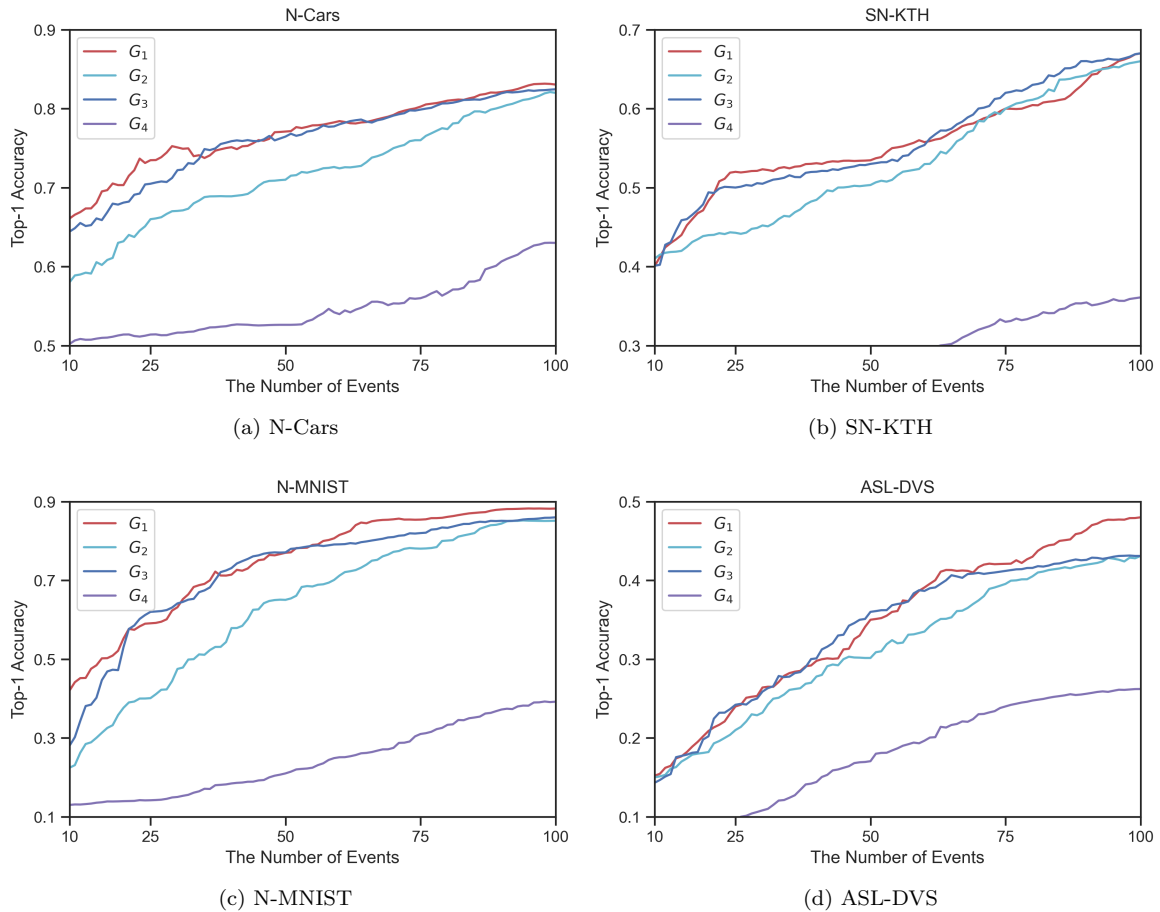 N-Cars
0.9
0.8
0.7
0.6
0.5
Top-1 Accuracy
G1
G2
G3
G4
10 25 50 75 100
The Number of Events
(a) N-Cars
SN-KTH
0.7
0.6
0.5
0.4
0.3
Top-1 Accuracy
G1
G2
G3
G4
10 25 50 75 100
The Number of Events
(b) SN-KTH
N-MNIST
0.9
0.7
0.5
0.3
0.1
Top-1 Accuracy
G1
G2
G3
G4
10 25 50 75 100
The Number of Events
(c) N-MNIST
ASL-DVS
0.5
0.4
0.3
0.2
0.1
Top-1 Accuracy
G1
G2
G3
G4
10 25 50 75 100
The Number of Events
(d) ASL-DVS